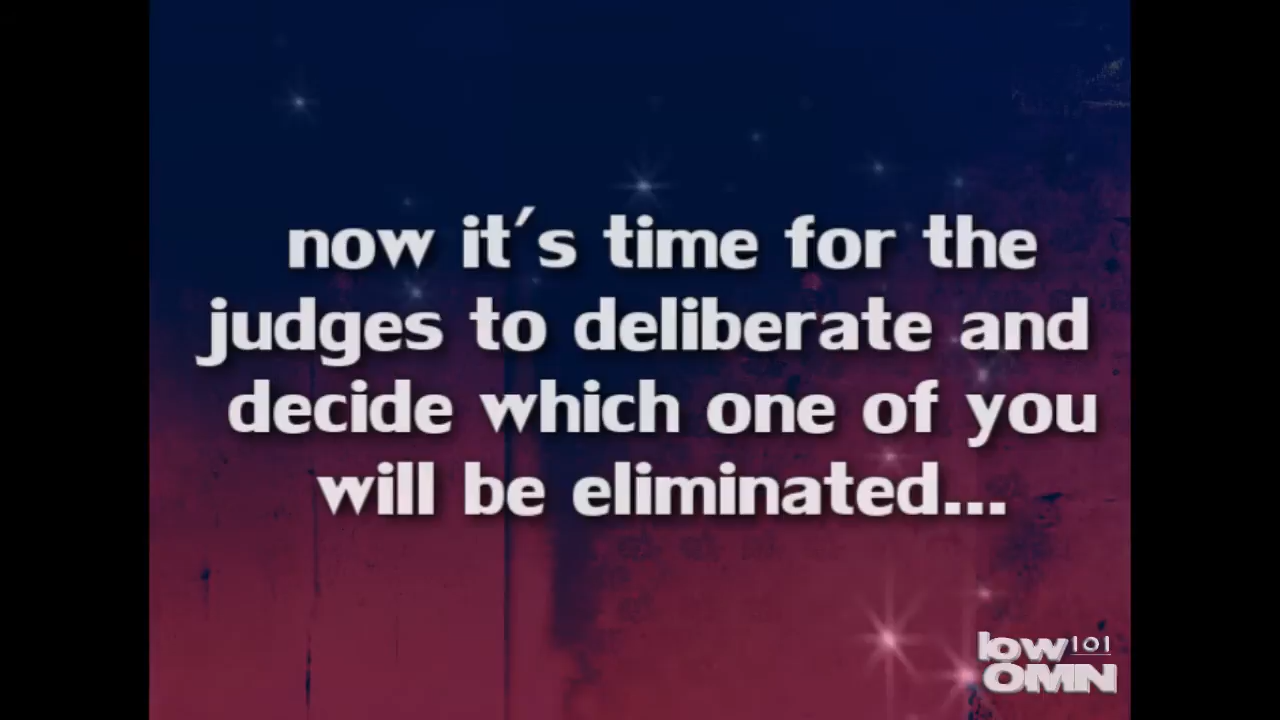 now it's time for the
judges to deliberate and
decide which one of you
will be eliminated...
low 101
OMN